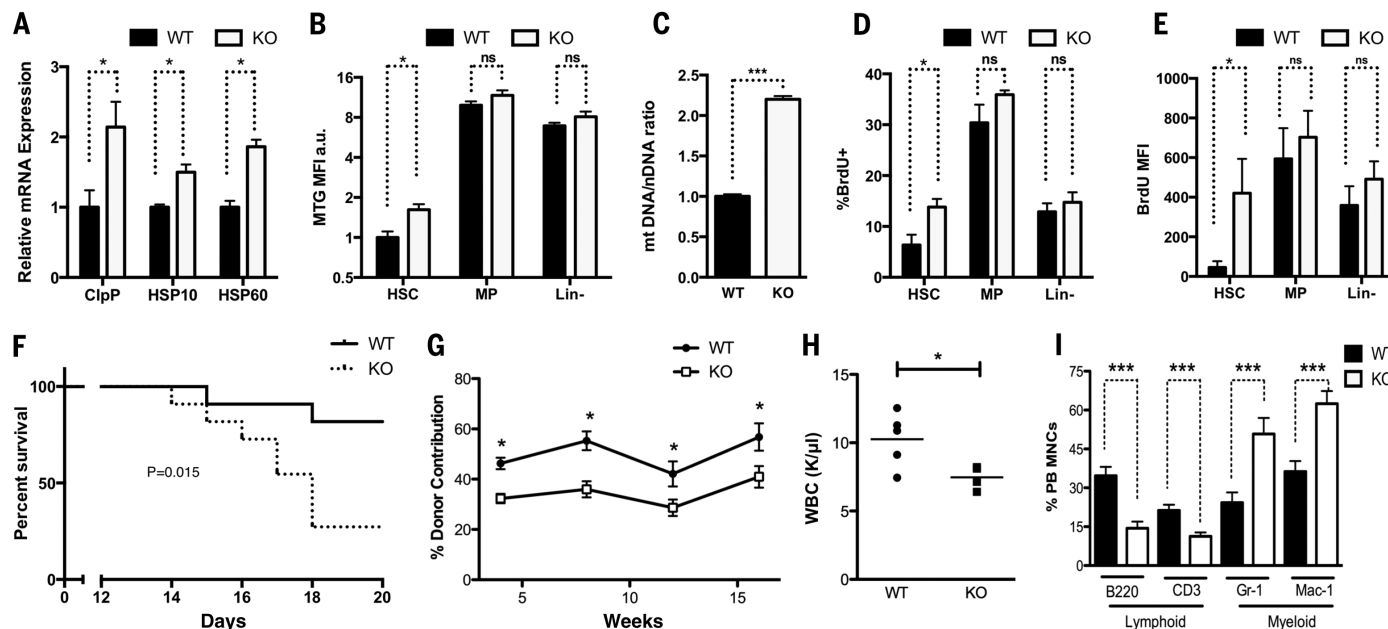 A
WT KO
Relative mRNA Expression
3
2
1
0
* * *
ClpP HSP10 HSP60
B
WT KO
MTG MFI a.u.
16
8
4
2
1
0.5
* ns ns
HSC MP Lin-
C
WT KO
mt DNA/nDNA ratio
2.5
2.0
1.5
1.0
0.5
0.0
***
WT KO
D
WT KO
%BrdU+
40
30
20
10
0
* ns ns
HSC MP Lin-
E
WT KO
BrdU MFI
1000
800
600
400
200
0
* ns ns
HSC MP Lin-
F
WT
KO
Percent survival
100
50
0
P=0.015
0 12 14 16 18 20
Days
G
WT
KO
% Donor Contribution
80
60
40
20
0
* * * *
5 10 15
Weeks
H
WBC (K/µl)
15
10
5
0
*
WT KO
I
WT
KO
% PB MNCs
75
60
45
30
15
0
*** *** *** ***
B220 CD3 Gr-1 Mac-1
Lymphoid Myeloid